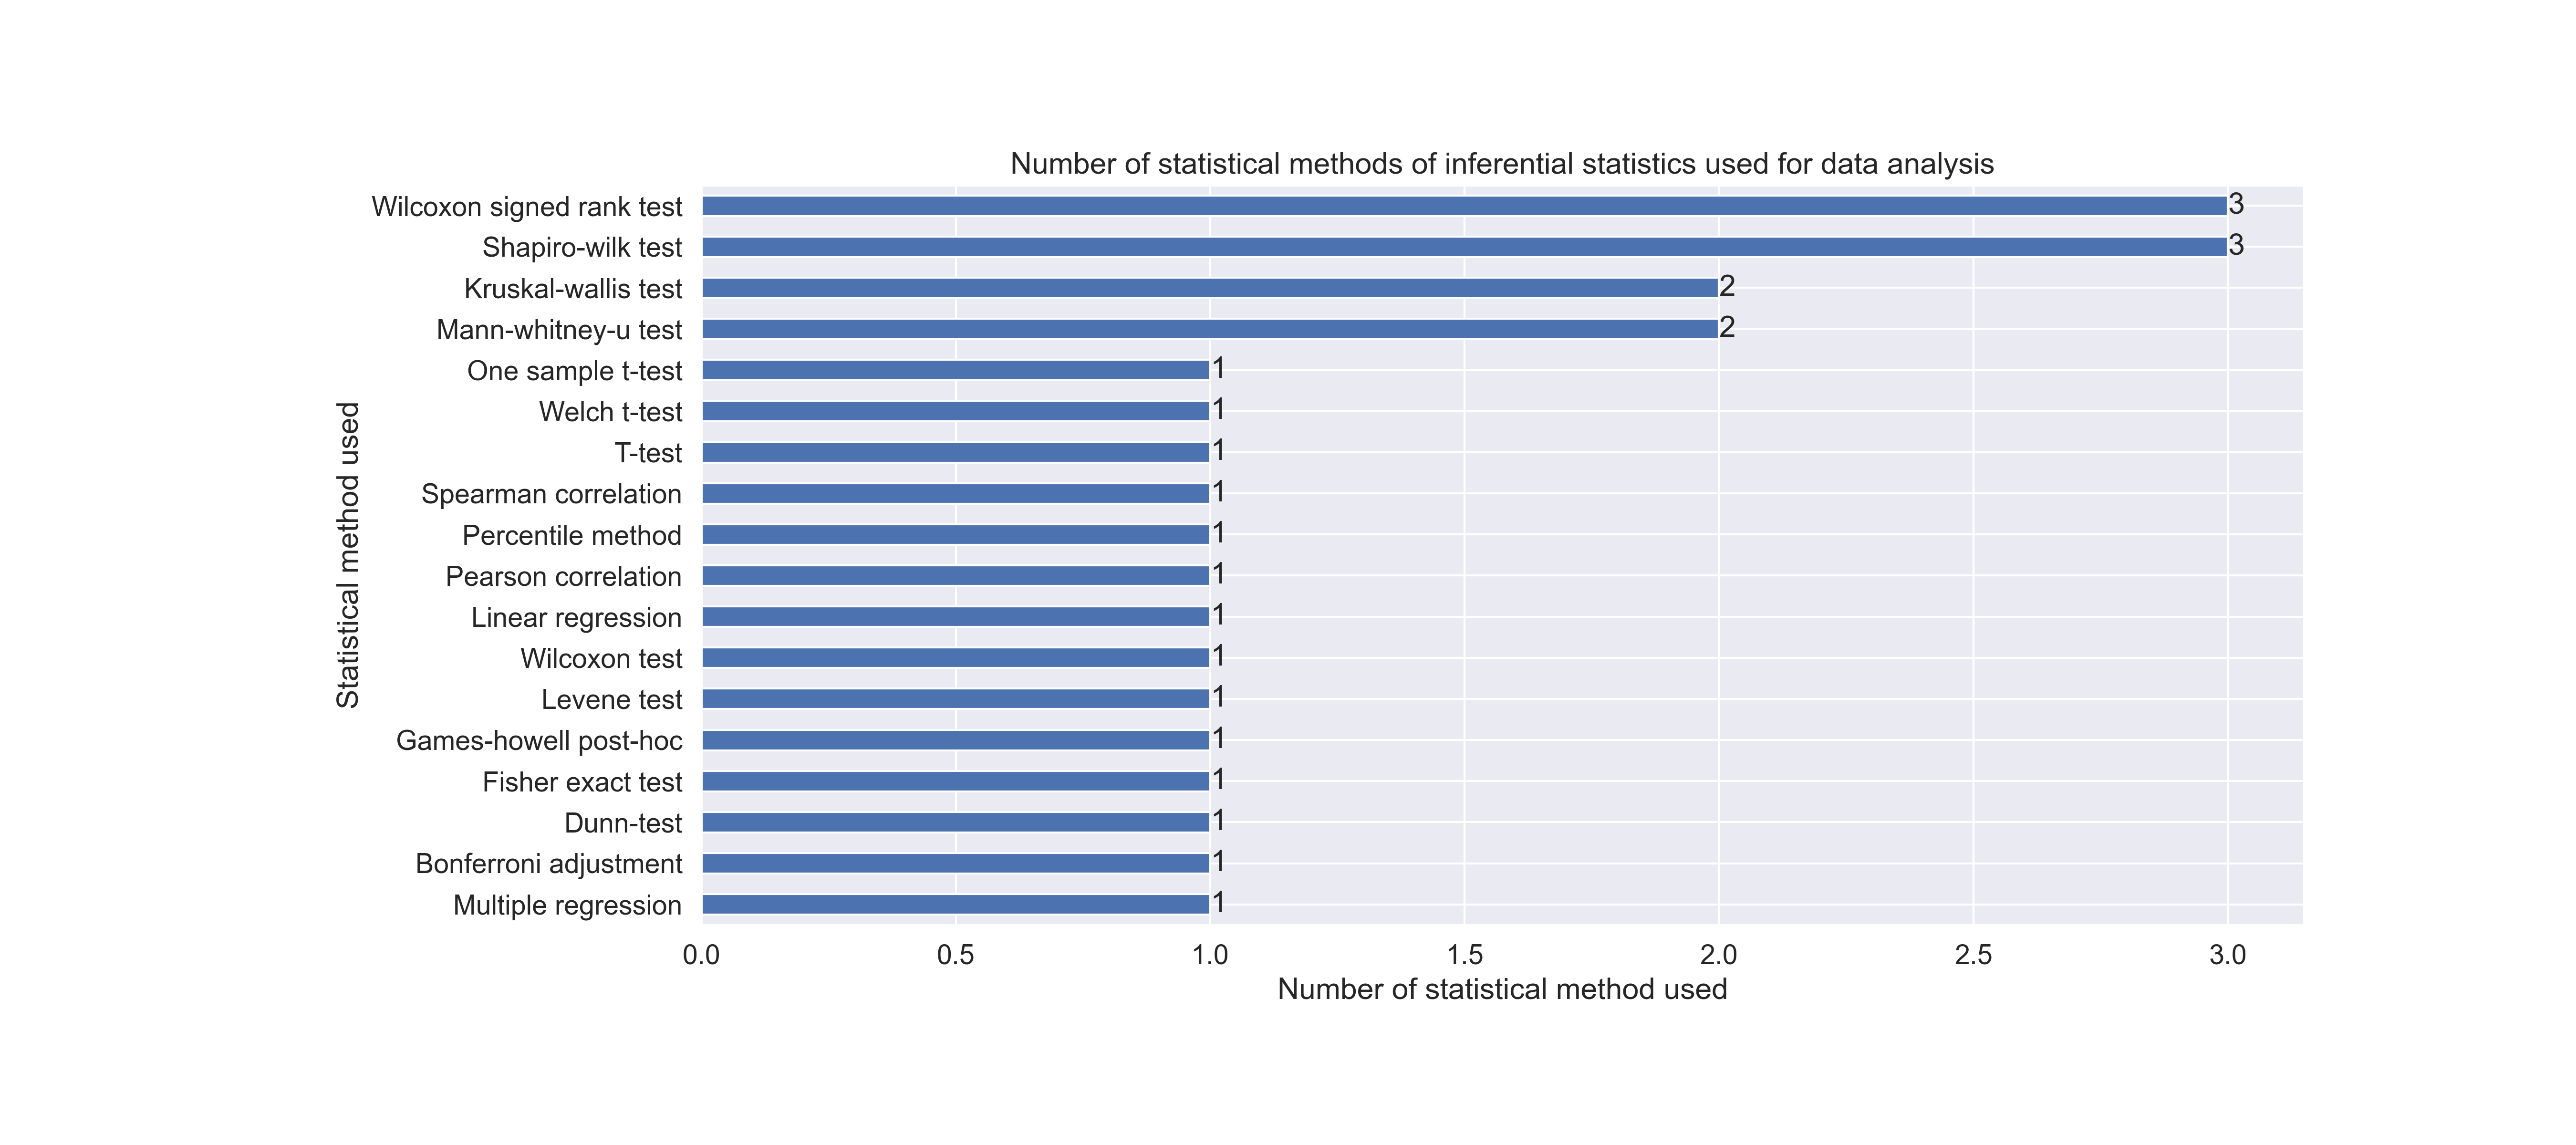 Number of statistical methods of inferential statistics used for data analysis
Wilcoxon signed rank test 3
Shapiro-wilk test 3
Kruskal-wallis test 2
Mann-whitney-u test 2
One sample t-test 1
Welch t-test 1
T-test 1
Spearman correlation 1
Percentile method 1
Pearson correlation 1
Linear regression 1
Wilcoxon test 1
Levene test 1
Games-howell post-hoc 1
Fisher exact test 1
Dunn-test 1
Bonferroni adjustment 1
Multiple regression 1
Statistical method used
0.0 0.5 1.0 1.5 2.0 2.5 3.0
Number of statistical method used